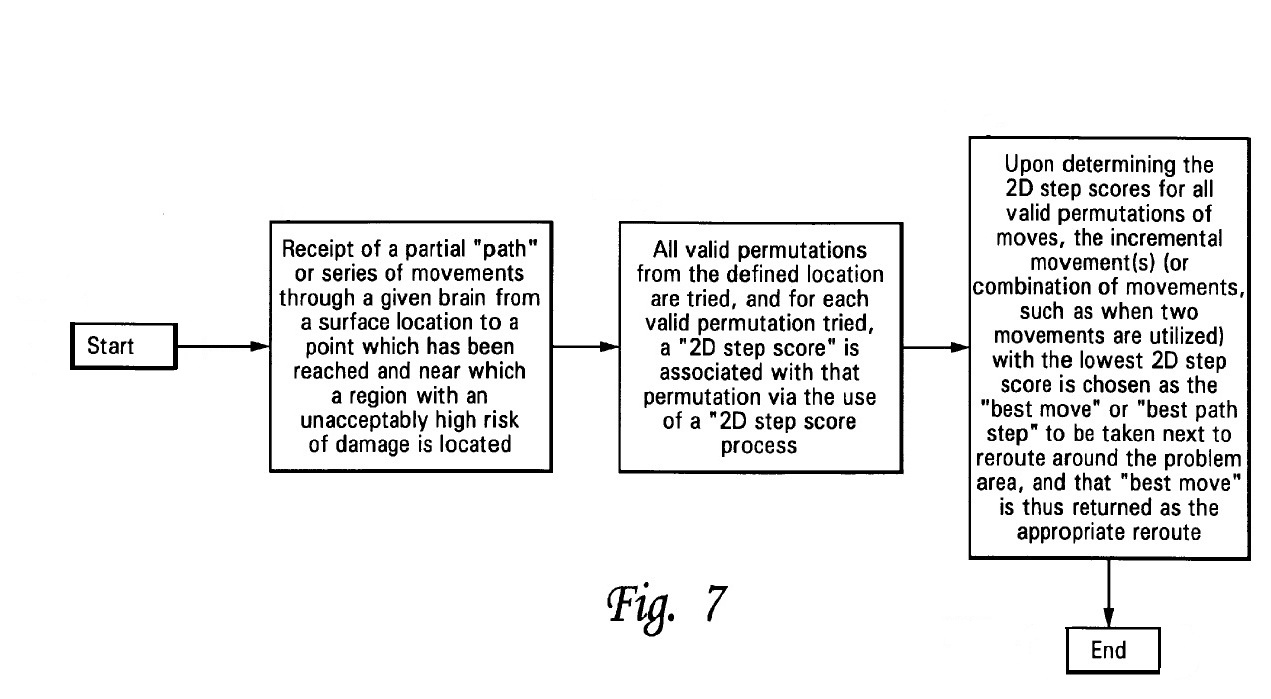 Start
Receipt of a partial "path"
or series of movements
through a given brain from
a surface location to a
point which has been
reached and near which
a region with an
unacceptably high risk
of damage is located
All valid permutations
from the defined location
are tried, and for each
valid permutation tried,
a "2D step score" is
associated with that
permutation via the use
of a "2D step score
process
Upon determining the
2D step scores for all
valid permutations of
moves, the incremental
movement(s) (or
combination of movements,
such as when two
movements are utilized)
with the lowest 2D step
score is chosen as the
"best move" or "best path
step" to be taken next to
reroute around the problem
area, and that "best move"
is thus returned as the
appropriate reroute
End
Fig. 7